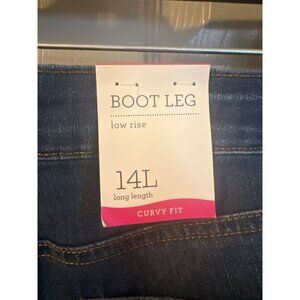 BOOT LEG
low rise
14L
long length
CURVY FIT